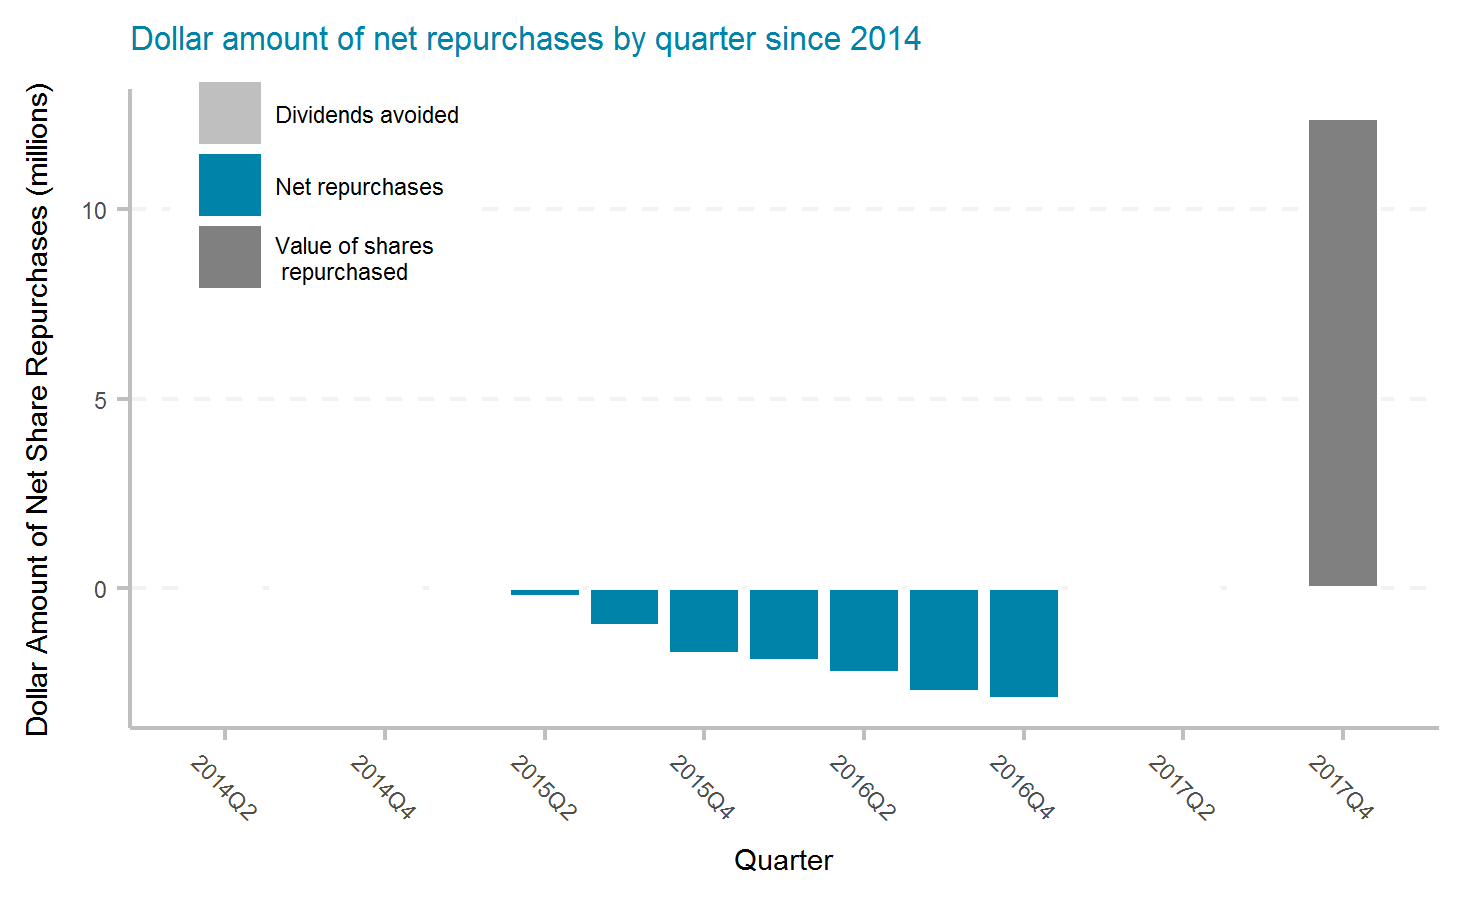 Dollar amount of net repurchases by quarter since 2014
Dollar Amount of Net Share Repurchases (millions)
Dividends avoided
Net repurchases
Value of shares
repurchased
10
5
0
2014Q2
2014Q4
2015Q2
2015Q4
2016Q2
2016Q4
2017Q2
2017Q4
Quarter